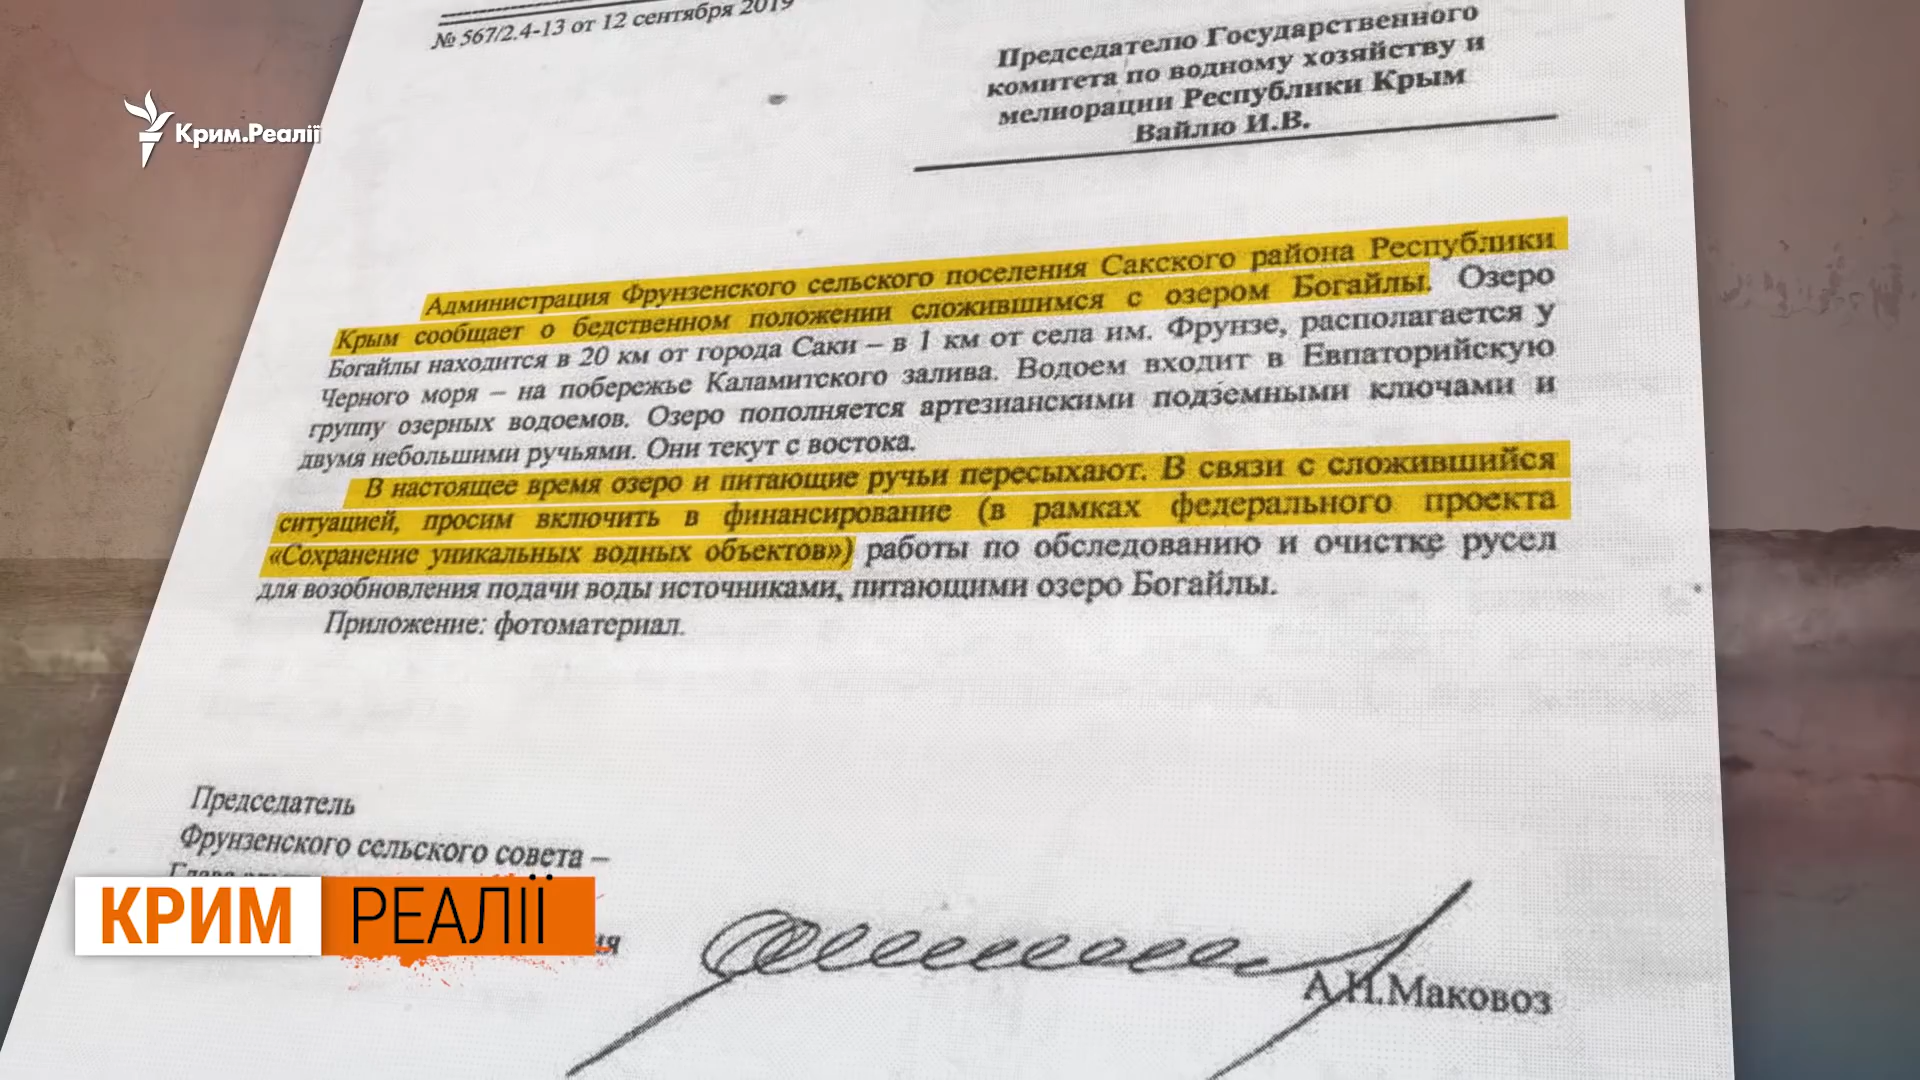 № 567/2.4-13 от 12 сентября 2019
Председателю Государственного
комитета по водному хозяйству и
мелиорации Республики Крым
Вайлю И.В.
Крим.Реалії
Администрация Фрунзенского сельского поселения Сакского района Республики
Крым сообщает о бедственном положении сложившимся с озером Богайлы. Озеро
Богайлы находится в 20 км от города Саки – в 1 км от села им. Фрунзе, располагается у
Черного моря – на побережье Каламитского залива. Водоем входит в Евпаторийскую
группу озерных водоемов. Озеро пополняется артезианскими подземными ключами и
двумя небольшими ручьями. Они текут с востока.
В настоящее время озеро и питающие ручьи пересыхают. В связи с сложившийся
ситуацией, просим включить в финансирование (в рамках федерального проекта
«Сохранение уникальных водных объектов») работы по обследованию и очистке русел
для возобновления подачи воды источниками, питающими озеро Богайлы.
Приложение: фотоматериал.
Председатель
Фрунзенского сельского совета –
КРИМ РЕАЛІЇ
А.Н.Маковоз